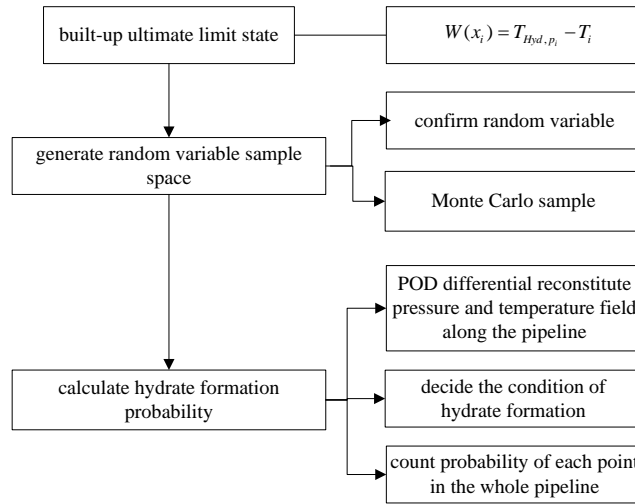 built-up ultimate limit state
W(x_i) = T_{Hyd,p_i} − T_i
generate random variable sample
space
confirm random variable
Monte Carlo sample
calculate hydrate formation
probability
POD differential reconstitute
pressure and temperature field
along the pipeline
decide the condition of
hydrate formation
count probability of each point
in the whole pipeline